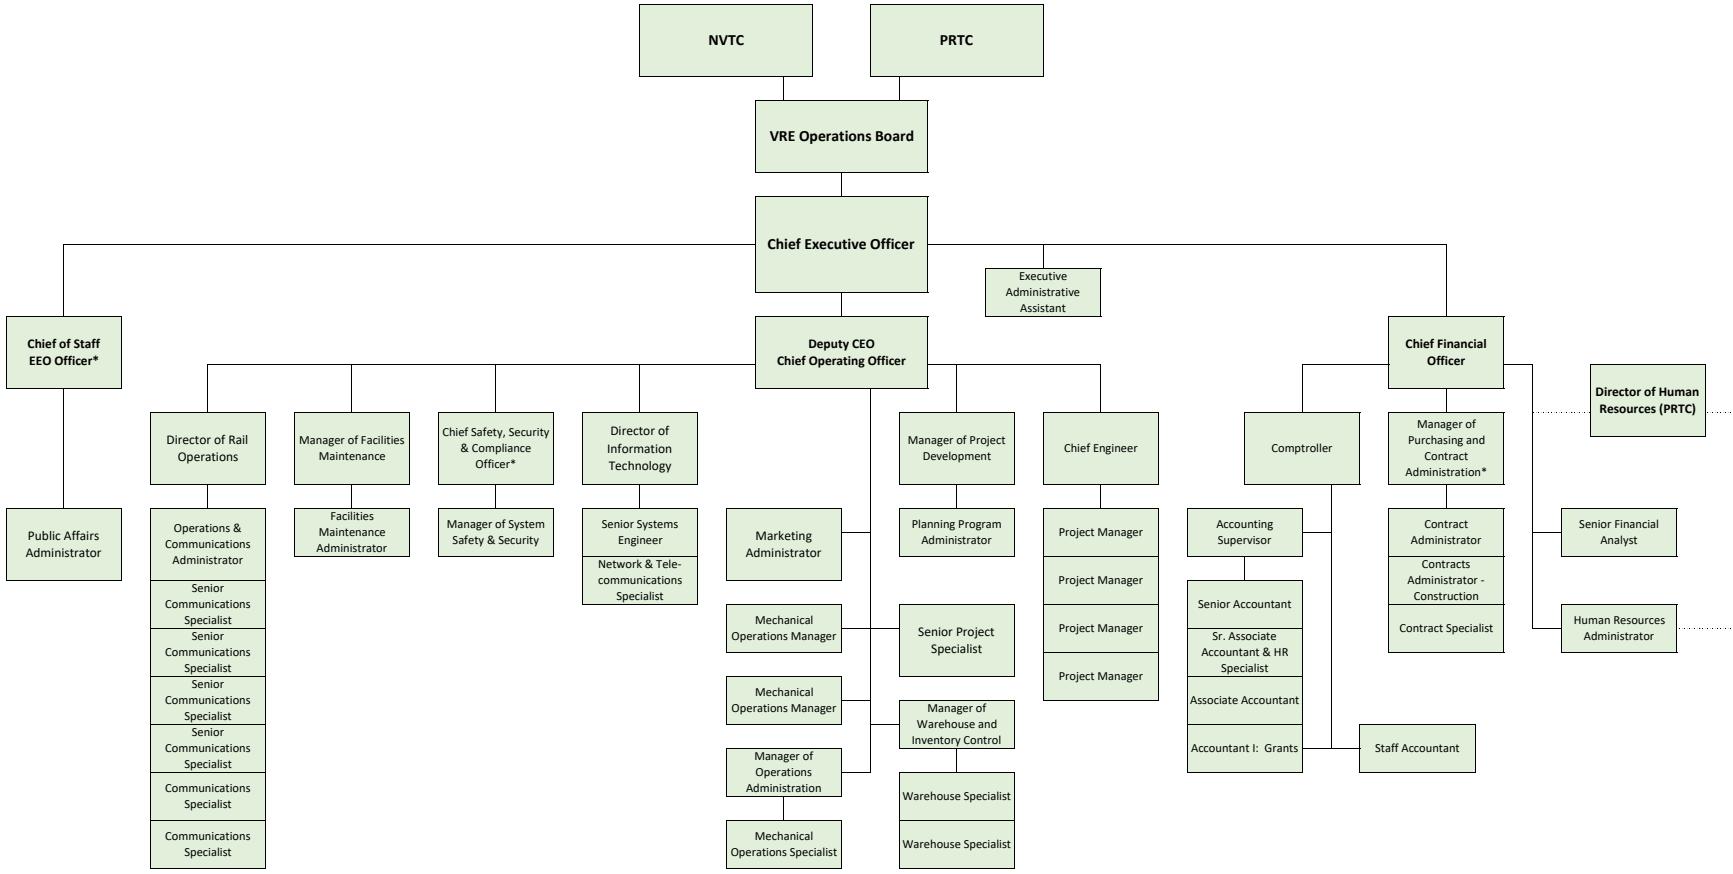 NVTC
PRTC
VRE Operations Board
Chief Executive Officer
Executive
Administrative
Assistant
Chief of Staff
EEO Officer*
Deputy CEO
Chief Operating Officer
Chief Financial
Officer
Director of Human
Resources (PRTC)
Director of Rail
Operations
Manager of Facilities
Maintenance
Chief Safety, Security
& Compliance
Officer*
Director of
Information
Technology
Manager of Project
Development
Chief Engineer
Comptroller
Manager of
Purchasing and
Contract
Administration*
Public Affairs
Administrator
Operations &
Communications
Administrator
Senior
Communications
Specialist
Senior
Communications
Specialist
Senior
Communications
Specialist
Senior
Communications
Specialist
Communications
Specialist
Communications
Specialist
Facilities
Maintenance
Administrator
Manager of System
Safety & Security
Senior Systems
Engineer
Network & Tele-
communications
Specialist
Marketing
Administrator
Mechanical
Operations Manager
Mechanical
Operations Manager
Manager of
Operations
Administration
Mechanical
Operations Specialist
Planning Program
Administrator
Senior Project
Specialist
Manager of
Warehouse and
Inventory Control
Warehouse Specialist
Warehouse Specialist
Project Manager
Project Manager
Project Manager
Project Manager
Accounting
Supervisor
Senior Accountant
Sr. Associate
Accountant & HR
Specialist
Associate Accountant
Accountant I: Grants
Staff Accountant
Contract
Administrator
Contracts
Administrator -
Construction
Contract Specialist
Senior Financial
Analyst
Human Resources
Administrator